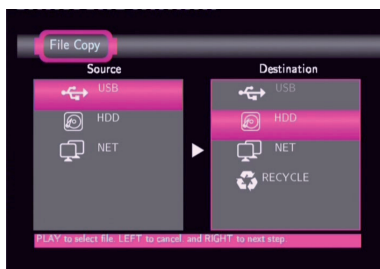 File Copy
Source
Destination
USB
HDD
NET
USB
HDD
NET
RECYCLE
PLAY to select file. LEFT to cancel. and RIGHT to next step.